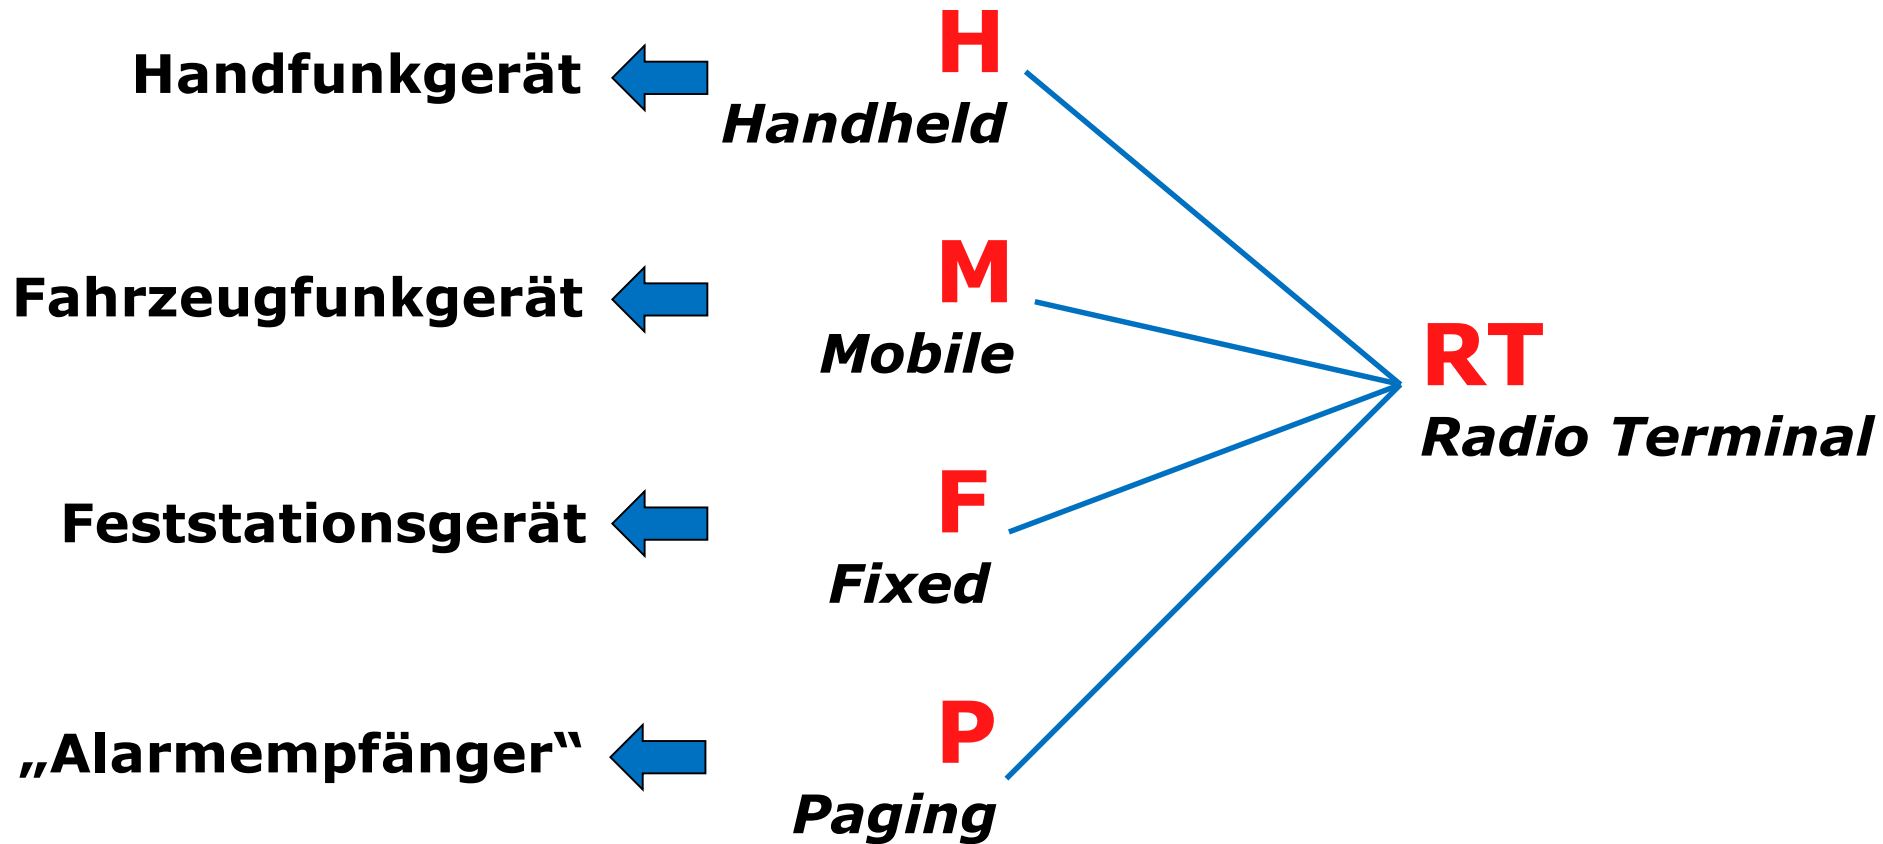 H
Handfunkgerät
Handheld
M
Fahrzeugfunkgerät
Mobile
RT
Radio Terminal
F
Feststationsgerät
Fixed
P
„Alarmempfänger“
Paging